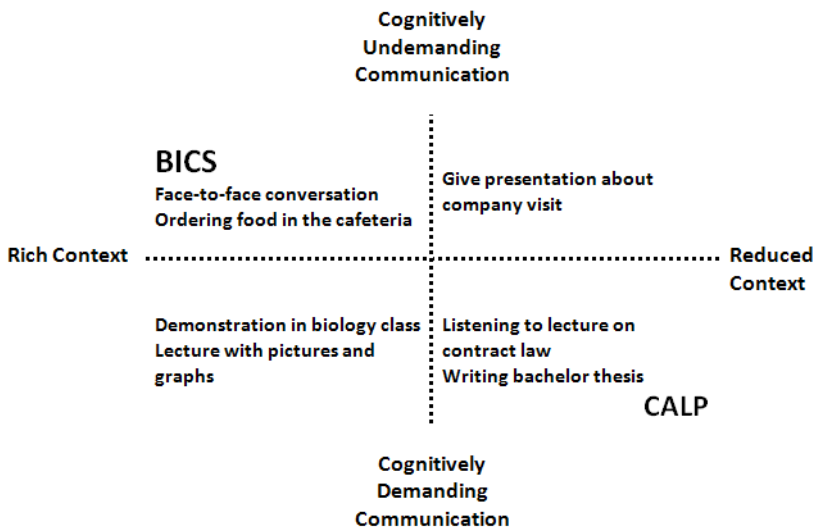 Cognitively
Undemanding
Communication
BICS
Face-to-face conversation
Ordering food in the cafeteria
Give presentation about
company visit
Rich Context
Reduced
Context
Demonstration in biology class
Lecture with pictures and
graphs
Listening to lecture on
contract law
Writing bachelor thesis
CALP
Cognitively
Demanding
Communication